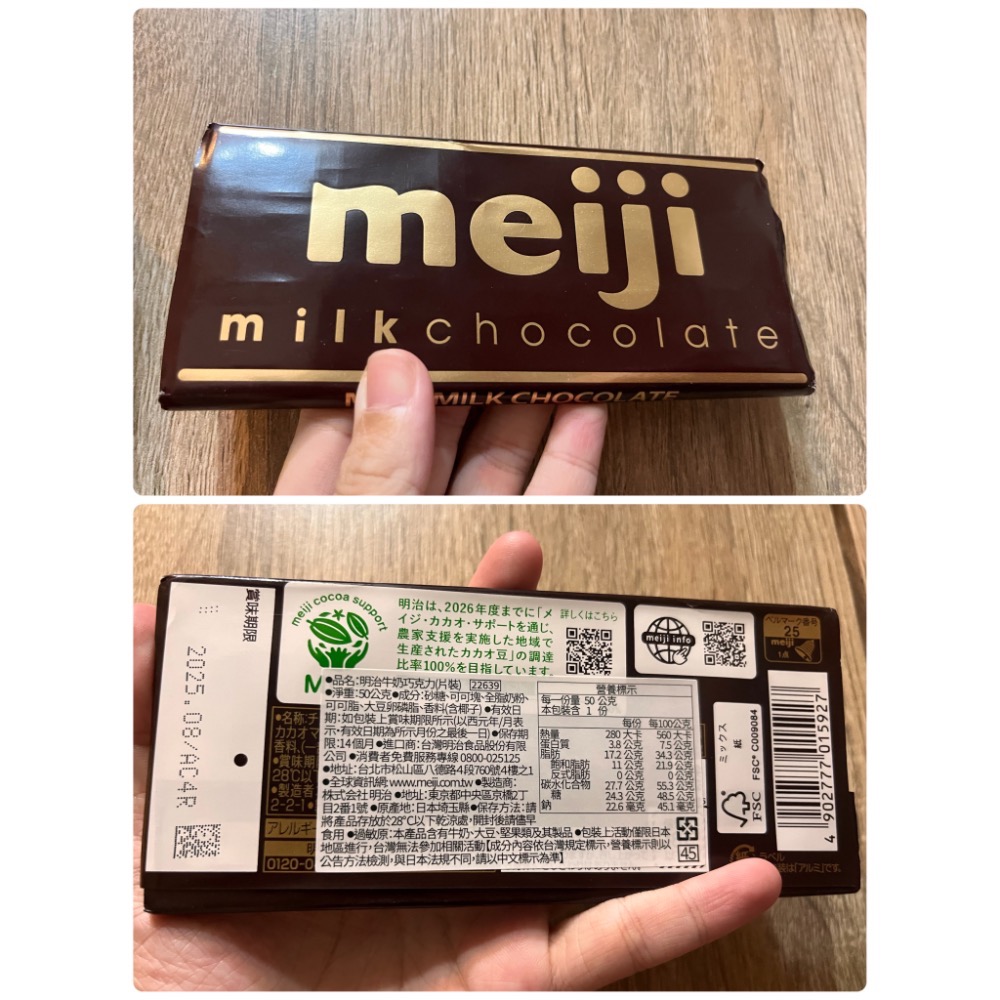 meiji
milk chocolate
MILK CHOCOLATE
賞味期限
2025.08/AC4R
meiji cocoa support
明治は、2026年度までに「メ
イジ・カカオ・サポートを通じ、
農家支援を実施した地域で
生産されたカカオ豆」の調達
比率100%を目指しています。
詳しくはこちら
meiji info
ベルマーク番号
25
meiji
1点
●品名:明治牛奶巧克力(片裝) 22639
●淨重:50公克●成分:砂糖、可可塊、全脂奶粉、
可可脂、大豆卵磷脂、香料(含椰子)●有效日
期:如包裝上賞味期限所示(以西元年/月表
示,有效日期為所示月份之最後一日)●保存期
限:14個月●進口商:台灣明治食品股份有限
公司●消費者免費服務專線 0800-025125
●地址:台北市松山區八德路4段760號4樓之1
●全球資訊網:www.meiji.com.tw●製造商:
株式会社 明治 ●地址:東京都中央區京橋2丁
目2番1號●原產地:日本埼玉縣●保存方法:請
將產品存放於28°C以下乾涼處,開封後請儘早
食用●過敏原:本產品含有牛奶、大豆、堅果類及其製品●包裝上活動僅限日本
地區進行,台灣無法參加相關活動【成分內容依台灣規定標示,營養標示則以
公告方法檢測,與日本法規不同,請以中文標示為準】
營養標示
每一份量 50 公克
本包裝含 1 份
每份 每100公克
熱量 280 大卡 560 大卡
蛋白質 3.8 公克 7.5 公克
脂肪 17.2 公克 34.3 公克
飽和脂肪 11 公克 21.9 公克
反式脂肪 0 公克 0 公克
碳水化合物 27.7 公克 55.3 公克
糖 24.3 公克 48.5 公克
鈉 22.6 毫克 45.1 毫克
45
●名称:チ
カカオマ
香料、(一
●賞味期
28℃以
●製造者
2-2-1
アレルギ
0120-0
ミックス
紙
FSC
FSC® C009084
4 902777 015927